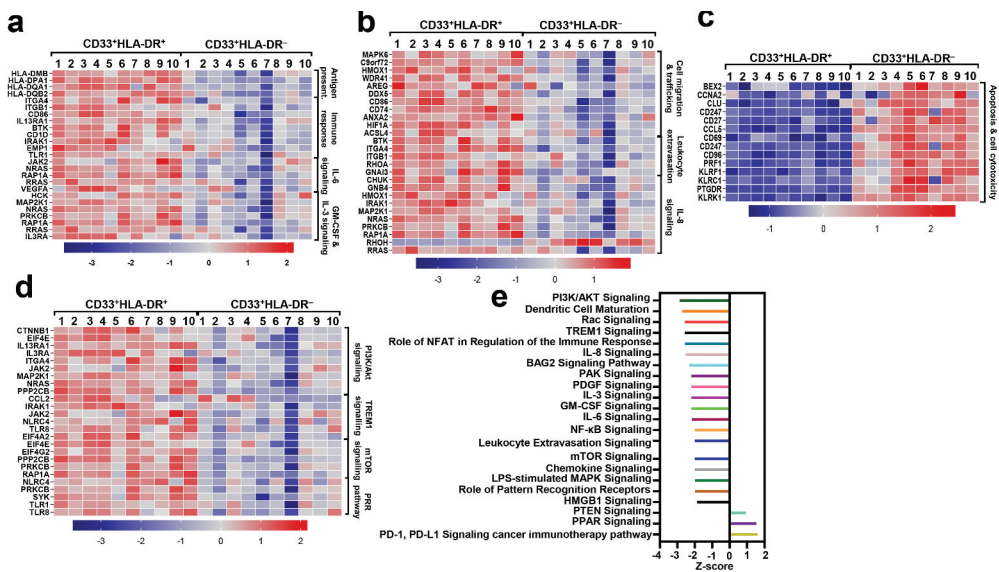 a
CD33⁺HLA-DR⁺ CD33⁺HLA-DR⁻
1 2 3 4 5 6 7 8 9 10 1 2 3 4 5 6 7 8 9 10
HLA-DMB
HLA-DPA1
HLA-DQA1
HLA-DQB2
ITGA4
ITGB1
CD86
IL13RA1
BTK
CD1D
IRAK1
EMP1
TLR1
JAK2
NRAS
RAP1A
RRAS
VEGFA
HCK
MAP2K1
NRAS
PRKCB
RAP1A
RRAS
IL3RA
Antigen
present.
Immune
response
IL-6
signaling
GM-CSF &
IL-3 signaling
-3 -2 -1 0 1 2
b
CD33⁺HLA-DR⁺ CD33⁺HLA-DR⁻
1 2 3 4 5 6 7 8 9 10 1 2 3 4 5 6 7 8 9 10
MAPK6
C9orf72
HMOX1
WDR41
AREG
DDX5
CD86
CD74
ANXA2
HIF1A
ACSL4
BTK
ITGA4
ITGB1
RHOA
GNAI3
CHUK
GNB4
HMOX1
IRAK1
MAP2K1
NRAS
PRKCB
RAP1A
RHOH
RRAS
Cell migration
& trafficking
Leukocyte
extravasation
IL-8
signaling
-3 -2 -1 0 1
c
CD33⁺HLA-DR⁺ CD33⁺HLA-DR⁻
1 2 3 4 5 6 7 8 9 10 1 2 3 4 5 6 7 8 9 10
BEX2
CCNA2
CLU
CD247
CD27
CCL5
CD69
CD247
CD96
PRF1
KLRF1
KLRC1
PTGDR
KLRK1
Apoptosis & cell cytotoxicity
-1 0 1 2
d
CD33⁺HLA-DR⁺ CD33⁺HLA-DR⁻
1 2 3 4 5 6 7 8 9 10 1 2 3 4 5 6 7 8 9 10
CTNNB1
EIF4E
IL13RA1
IL3RA
ITGA4
JAK2
MAP2K1
NRAS
PPP2CB
CCL2
IRAK1
JAK2
NLRC4
TLR8
EIF4A2
EIF4E
EIF4G2
PPP2CB
PRKCB
RAP1A
NLRC4
PRKCB
SYK
TLR1
TLR8
PI3K/Akt
signalling
TREM1
signalling
mTOR
signalling
PRR
pathway
-3 -2 -1 0 1 2
e
PI3K/AKT Signaling
Dendritic Cell Maturation
Rac Signaling
TREM1 Signaling
Role of NFAT in Regulation of the Immune Response
IL-8 Signaling
BAG2 Signaling Pathway
PAK Signaling
PDGF Signaling
IL-3 Signaling
GM-CSF Signaling
IL-6 Signaling
NF-κB Signaling
Leukocyte Extravasation Signaling
mTOR Signaling
Chemokine Signaling
LPS-stimulated MAPK Signaling
Role of Pattern Recognition Receptors
HMGB1 Signaling
PTEN Signaling
PPAR Signaling
PD-1, PD-L1 Signaling cancer immunotherapy pathway
-4 -3 -2 -1 0 1 2
Z-score